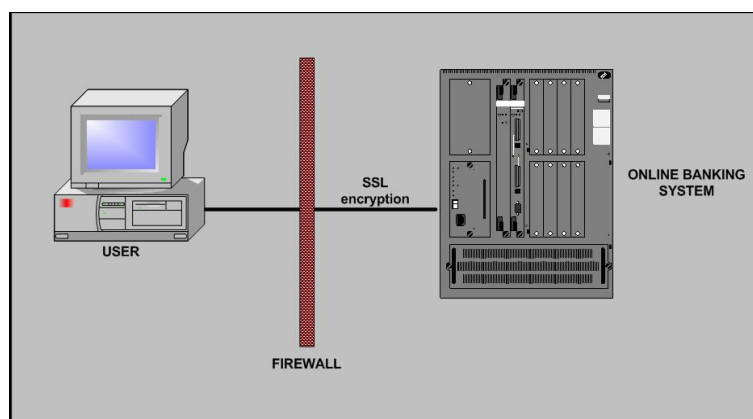 SSL
encryption
ONLINE BANKING
SYSTEM
USER
FIREWALL